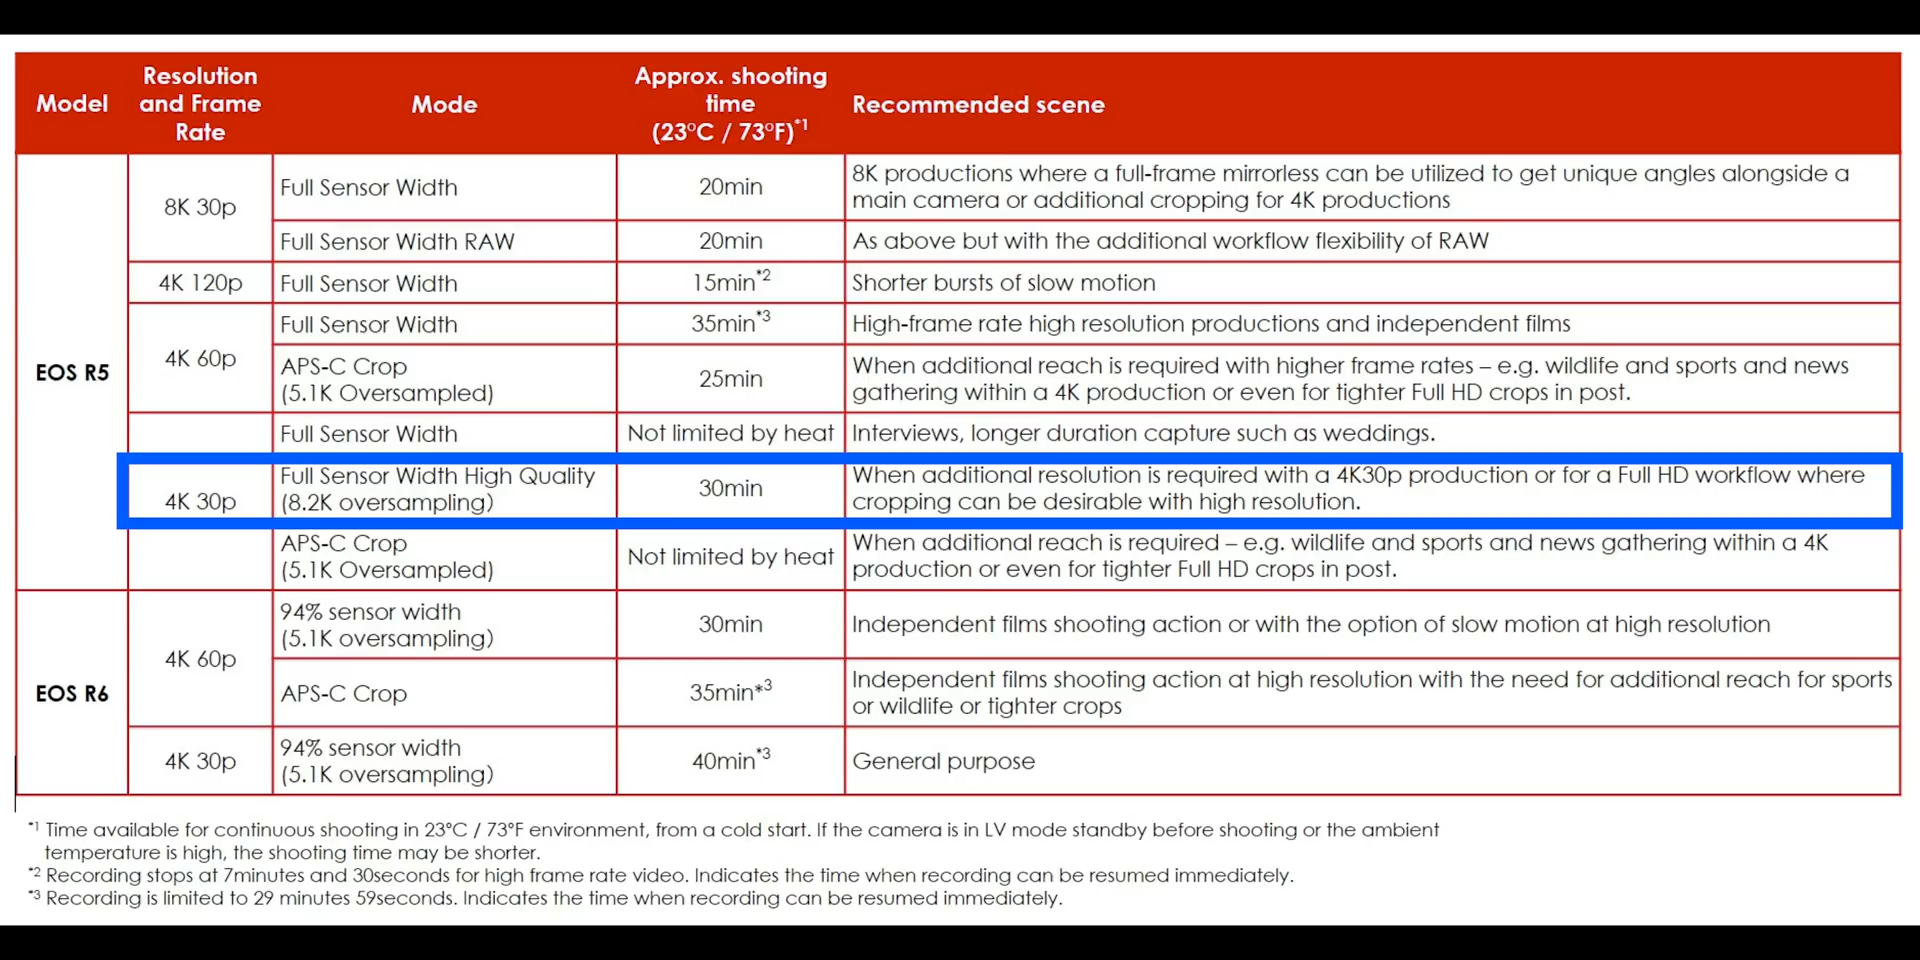 Model
Resolution
and Frame
Rate
Mode
Approx. shooting
time
(23°C / 73°F)*1
Recommended scene
EOS R5
8K 30p
Full Sensor Width
20min
8K productions where a full-frame mirrorless can be utilized to get unique angles alongside a
main camera or additional cropping for 4K productions
Full Sensor Width RAW
20min
As above but with the additional workflow flexibility of RAW
4K 120p
Full Sensor Width
15min*2
Shorter bursts of slow motion
4K 60p
Full Sensor Width
35min*3
High-frame rate high resolution productions and independent films
APS-C Crop
(5.1K Oversampled)
25min
When additional reach is required with higher frame rates – e.g. wildlife and sports and news
gathering within a 4K production or even for tighter Full HD crops in post.
Full Sensor Width
Not limited by heat
Interviews, longer duration capture such as weddings.
4K 30p
Full Sensor Width High Quality
(8.2K oversampling)
30min
When additional resolution is required with a 4K30p production or for a Full HD workflow where
cropping can be desirable with high resolution.
APS-C Crop
(5.1K Oversampled)
Not limited by heat
When additional reach is required – e.g. wildlife and sports and news gathering within a 4K
production or even for tighter Full HD crops in post.
EOS R6
4K 60p
94% sensor width
(5.1K oversampling)
30min
Independent films shooting action or with the option of slow motion at high resolution
APS-C Crop
35min*3
Independent films shooting action at high resolution with the need for additional reach for sports
or wildlife or tighter crops
4K 30p
94% sensor width
(5.1K oversampling)
40min*3
General purpose
*1 Time available for continuous shooting in 23°C / 73°F environment, from a cold start. If the camera is in LV mode standby before shooting or the ambient
temperature is high, the shooting time may be shorter.
*2 Recording stops at 7minutes and 30seconds for high frame rate video. Indicates the time when recording can be resumed immediately.
*3 Recording is limited to 29 minutes 59seconds. Indicates the time when recording can be resumed immediately.